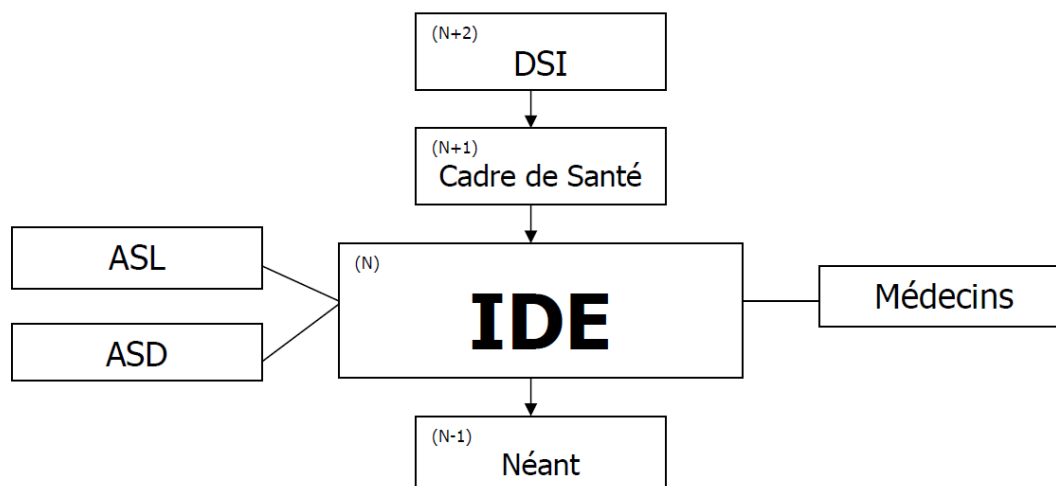 (N+2)
DSI
(N+1)
Cadre de Santé
ASL
ASD
(N)
IDE
Médecins
(N-1)
Néant